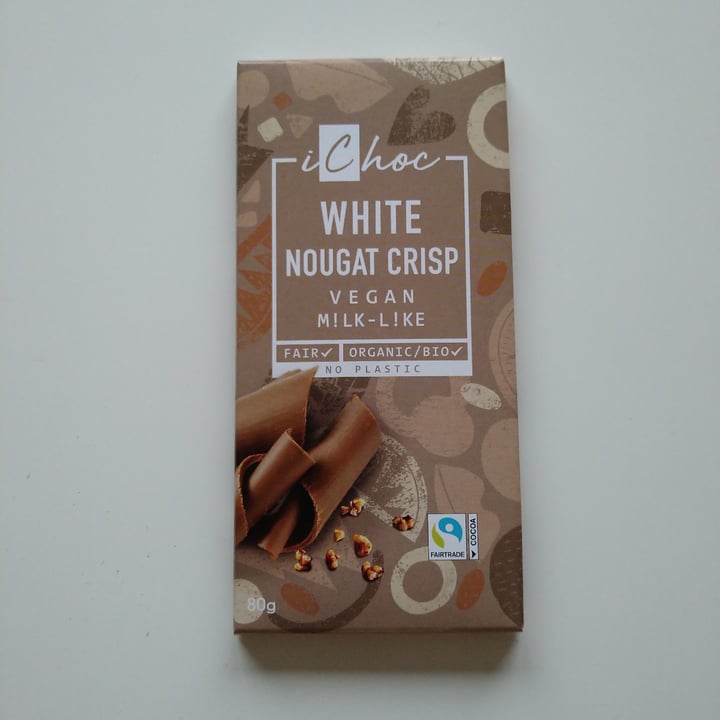 iChoc
WHITE
NOUGAT CRISP
VEGAN
M!LK-L!KE
FAIR✓ ORGANIC/BIO✓
NO PLASTIC
FAIRTRADE
COCOA
80g